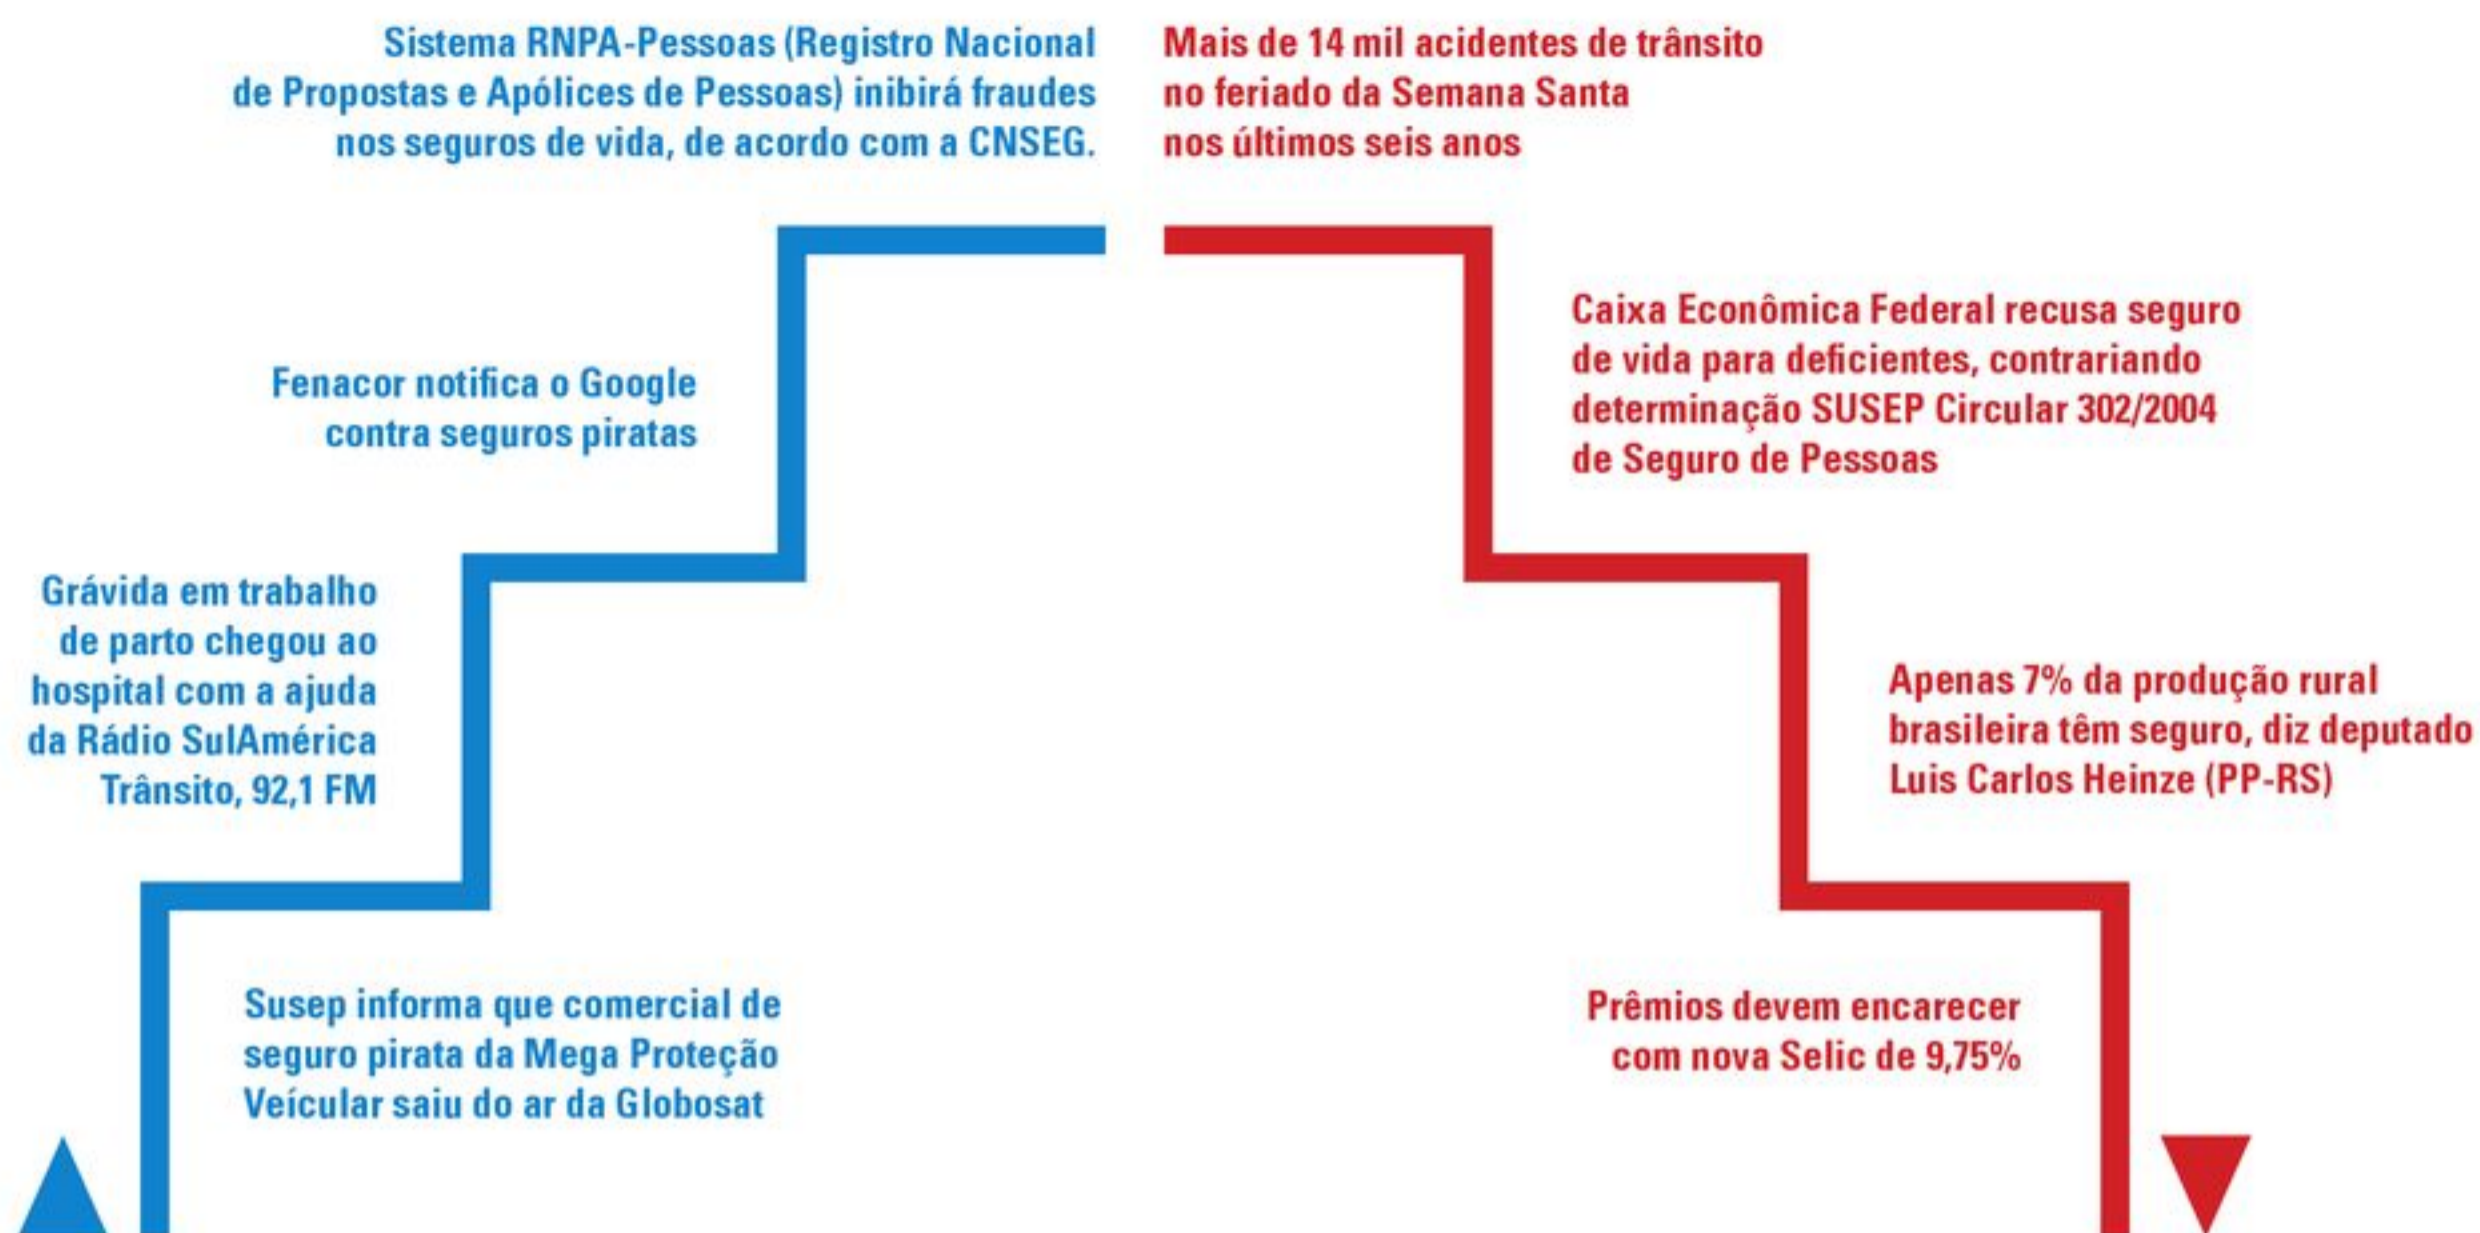 Sistema RNPA-Pessoas (Registro Nacional
de Propostas e Apólices de Pessoas) inibirá fraudes
nos seguros de vida, de acordo com a CNSEG.
Mais de 14 mil acidentes de trânsito
no feriado da Semana Santa
nos últimos seis anos
Fenacor notifica o Google
contra seguros piratas
Caixa Econômica Federal recusa seguro
de vida para deficientes, contrariando
determinação SUSEP Circular 302/2004
de Seguro de Pessoas
Grávida em trabalho
de parto chegou ao
hospital com a ajuda
da Rádio SulAmérica
Trânsito, 92,1 FM
Apenas 7% da produção rural
brasileira têm seguro, diz deputado
Luis Carlos Heinze (PP-RS)
Susep informa que comercial de
seguro pirata da Mega Proteção
Veícular saiu do ar da Globosat
Prêmios devem encarecer
com nova Selic de 9,75%